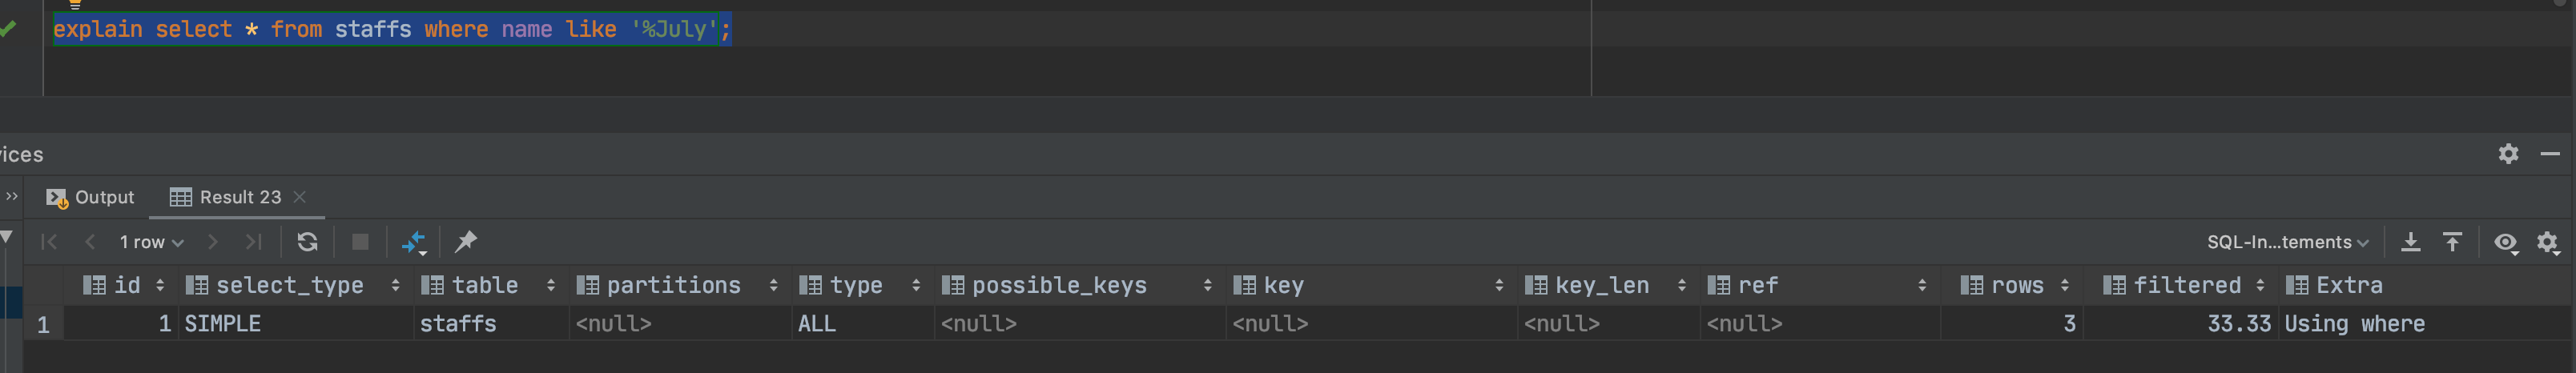 explain select * from staffs where name like '%July';
vices
Output Result 23
1 row SQL-In...tements
id select_type table partitions type possible_keys key key_len ref rows filtered Extra
1 1 SIMPLE staffs <null> ALL <null> <null> <null> <null> 3 33.33 Using where